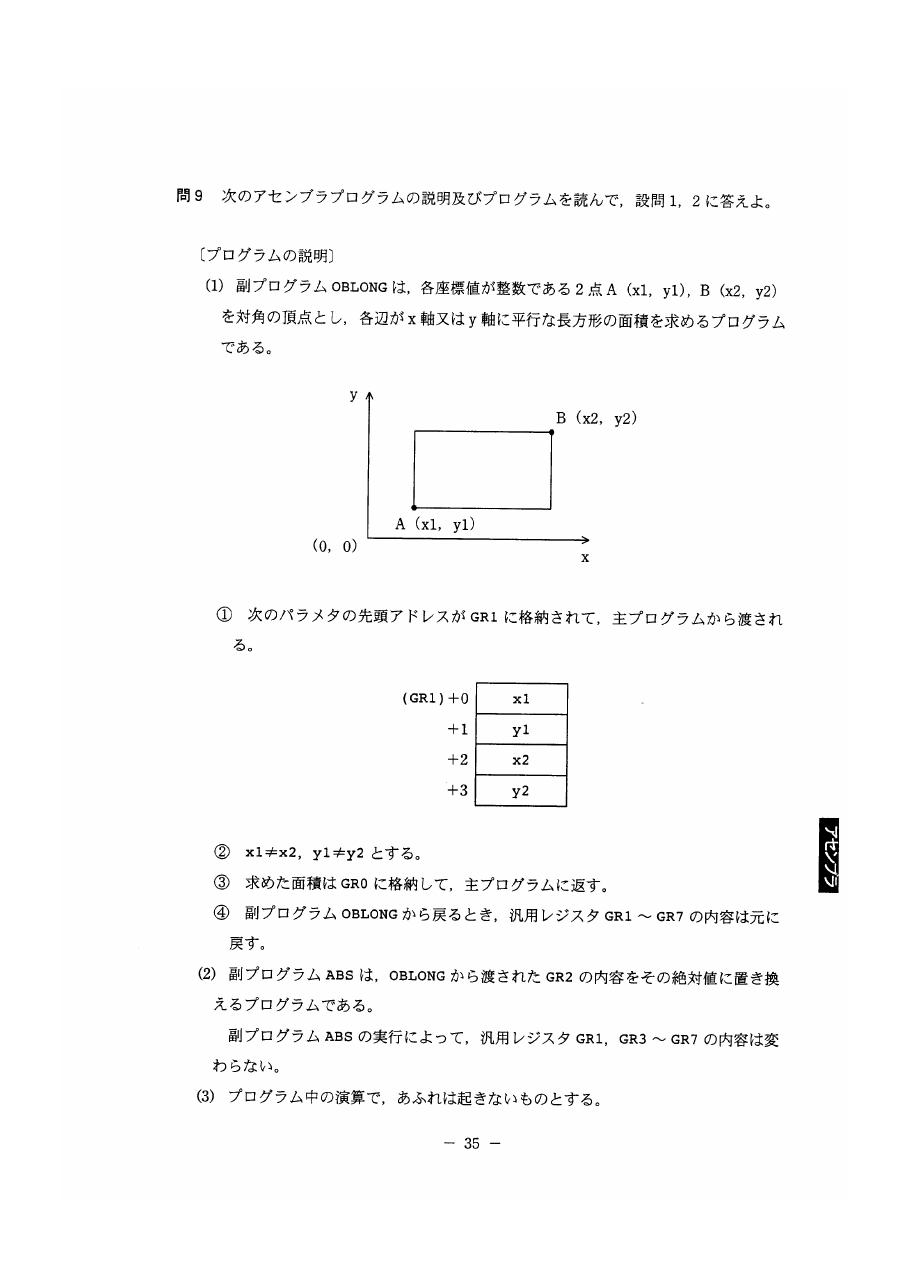 問9 次のアセンブラプログラムの説明及びプログラムを読んで，設問1，2に答えよ。
〔プログラムの説明〕
(1) 副プログラム OBLONG は，各座標値が整数である2点 A（x1，y1），B（x2，y2）
を対角の頂点とし，各辺が x 軸又は y 軸に平行な長方形の面積を求めるプログラム
である。
y
B（x2，y2）
A（x1，y1）
(0，0)
x
① 次のパラメタの先頭アドレスが GR1 に格納されて，主プログラムから渡され
る。
(GR1)+0 x1
+1 y1
+2 x2
+3 y2
② x1≠x2，y1≠y2 とする。
③ 求めた面積は GR0 に格納して，主プログラムに返す。
④ 副プログラム OBLONG から戻るとき，汎用レジスタ GR1 ～ GR7 の内容は元に
戻す。
(2) 副プログラム ABS は，OBLONG から渡された GR2 の内容をその絶対値に置き換
えるプログラムである。
副プログラム ABS の実行によって，汎用レジスタ GR1，GR3 ～ GR7 の内容は変
わらない。
(3) プログラム中の演算で，あふれは起きないものとする。
アセンブラ
－ 35 －